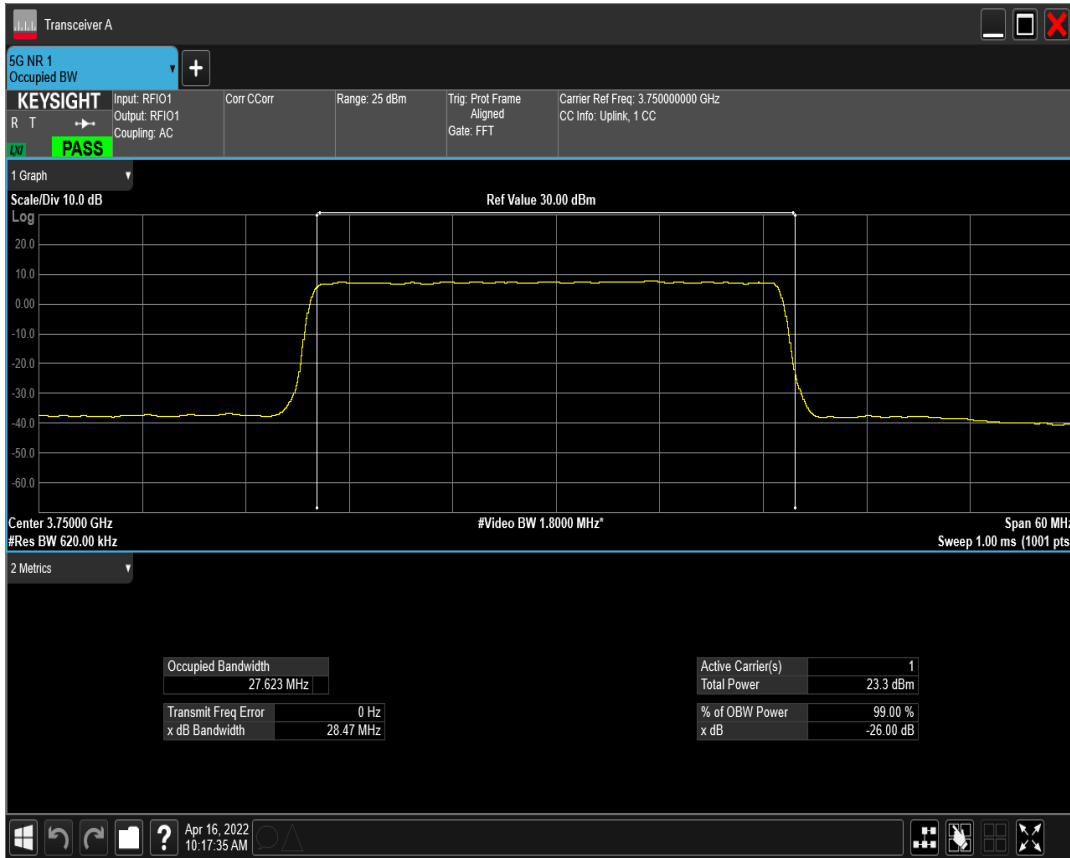 Transceiver A
5G NR 1
Occupied BW
KEYSIGHT
R T
LXI
PASS
Input: RFIO1
Output: RFIO1
Coupling: AC
Corr CCorr
Range: 25 dBm
Trig: Prot Frame
Aligned
Gate: FFT
Carrier Ref Freq: 3.750000000 GHz
CC Info: Uplink, 1 CC
1 Graph
Scale/Div 10.0 dB
Ref Value 30.00 dBm
Log
20.0
10.0
0.00
-10.0
-20.0
-30.0
-40.0
-50.0
-60.0
Center 3.75000 GHz
#Video BW 1.8000 MHz*
Span 60 MHz
#Res BW 620.00 kHz
Sweep 1.00 ms (1001 pts
2 Metrics
Occupied Bandwidth
27.623 MHz
Transmit Freq Error 0 Hz
x dB Bandwidth 28.47 MHz
Active Carrier(s) 1
Total Power 23.3 dBm
% of OBW Power 99.00 %
x dB -26.00 dB
Apr 16, 2022
10:17:35 AM